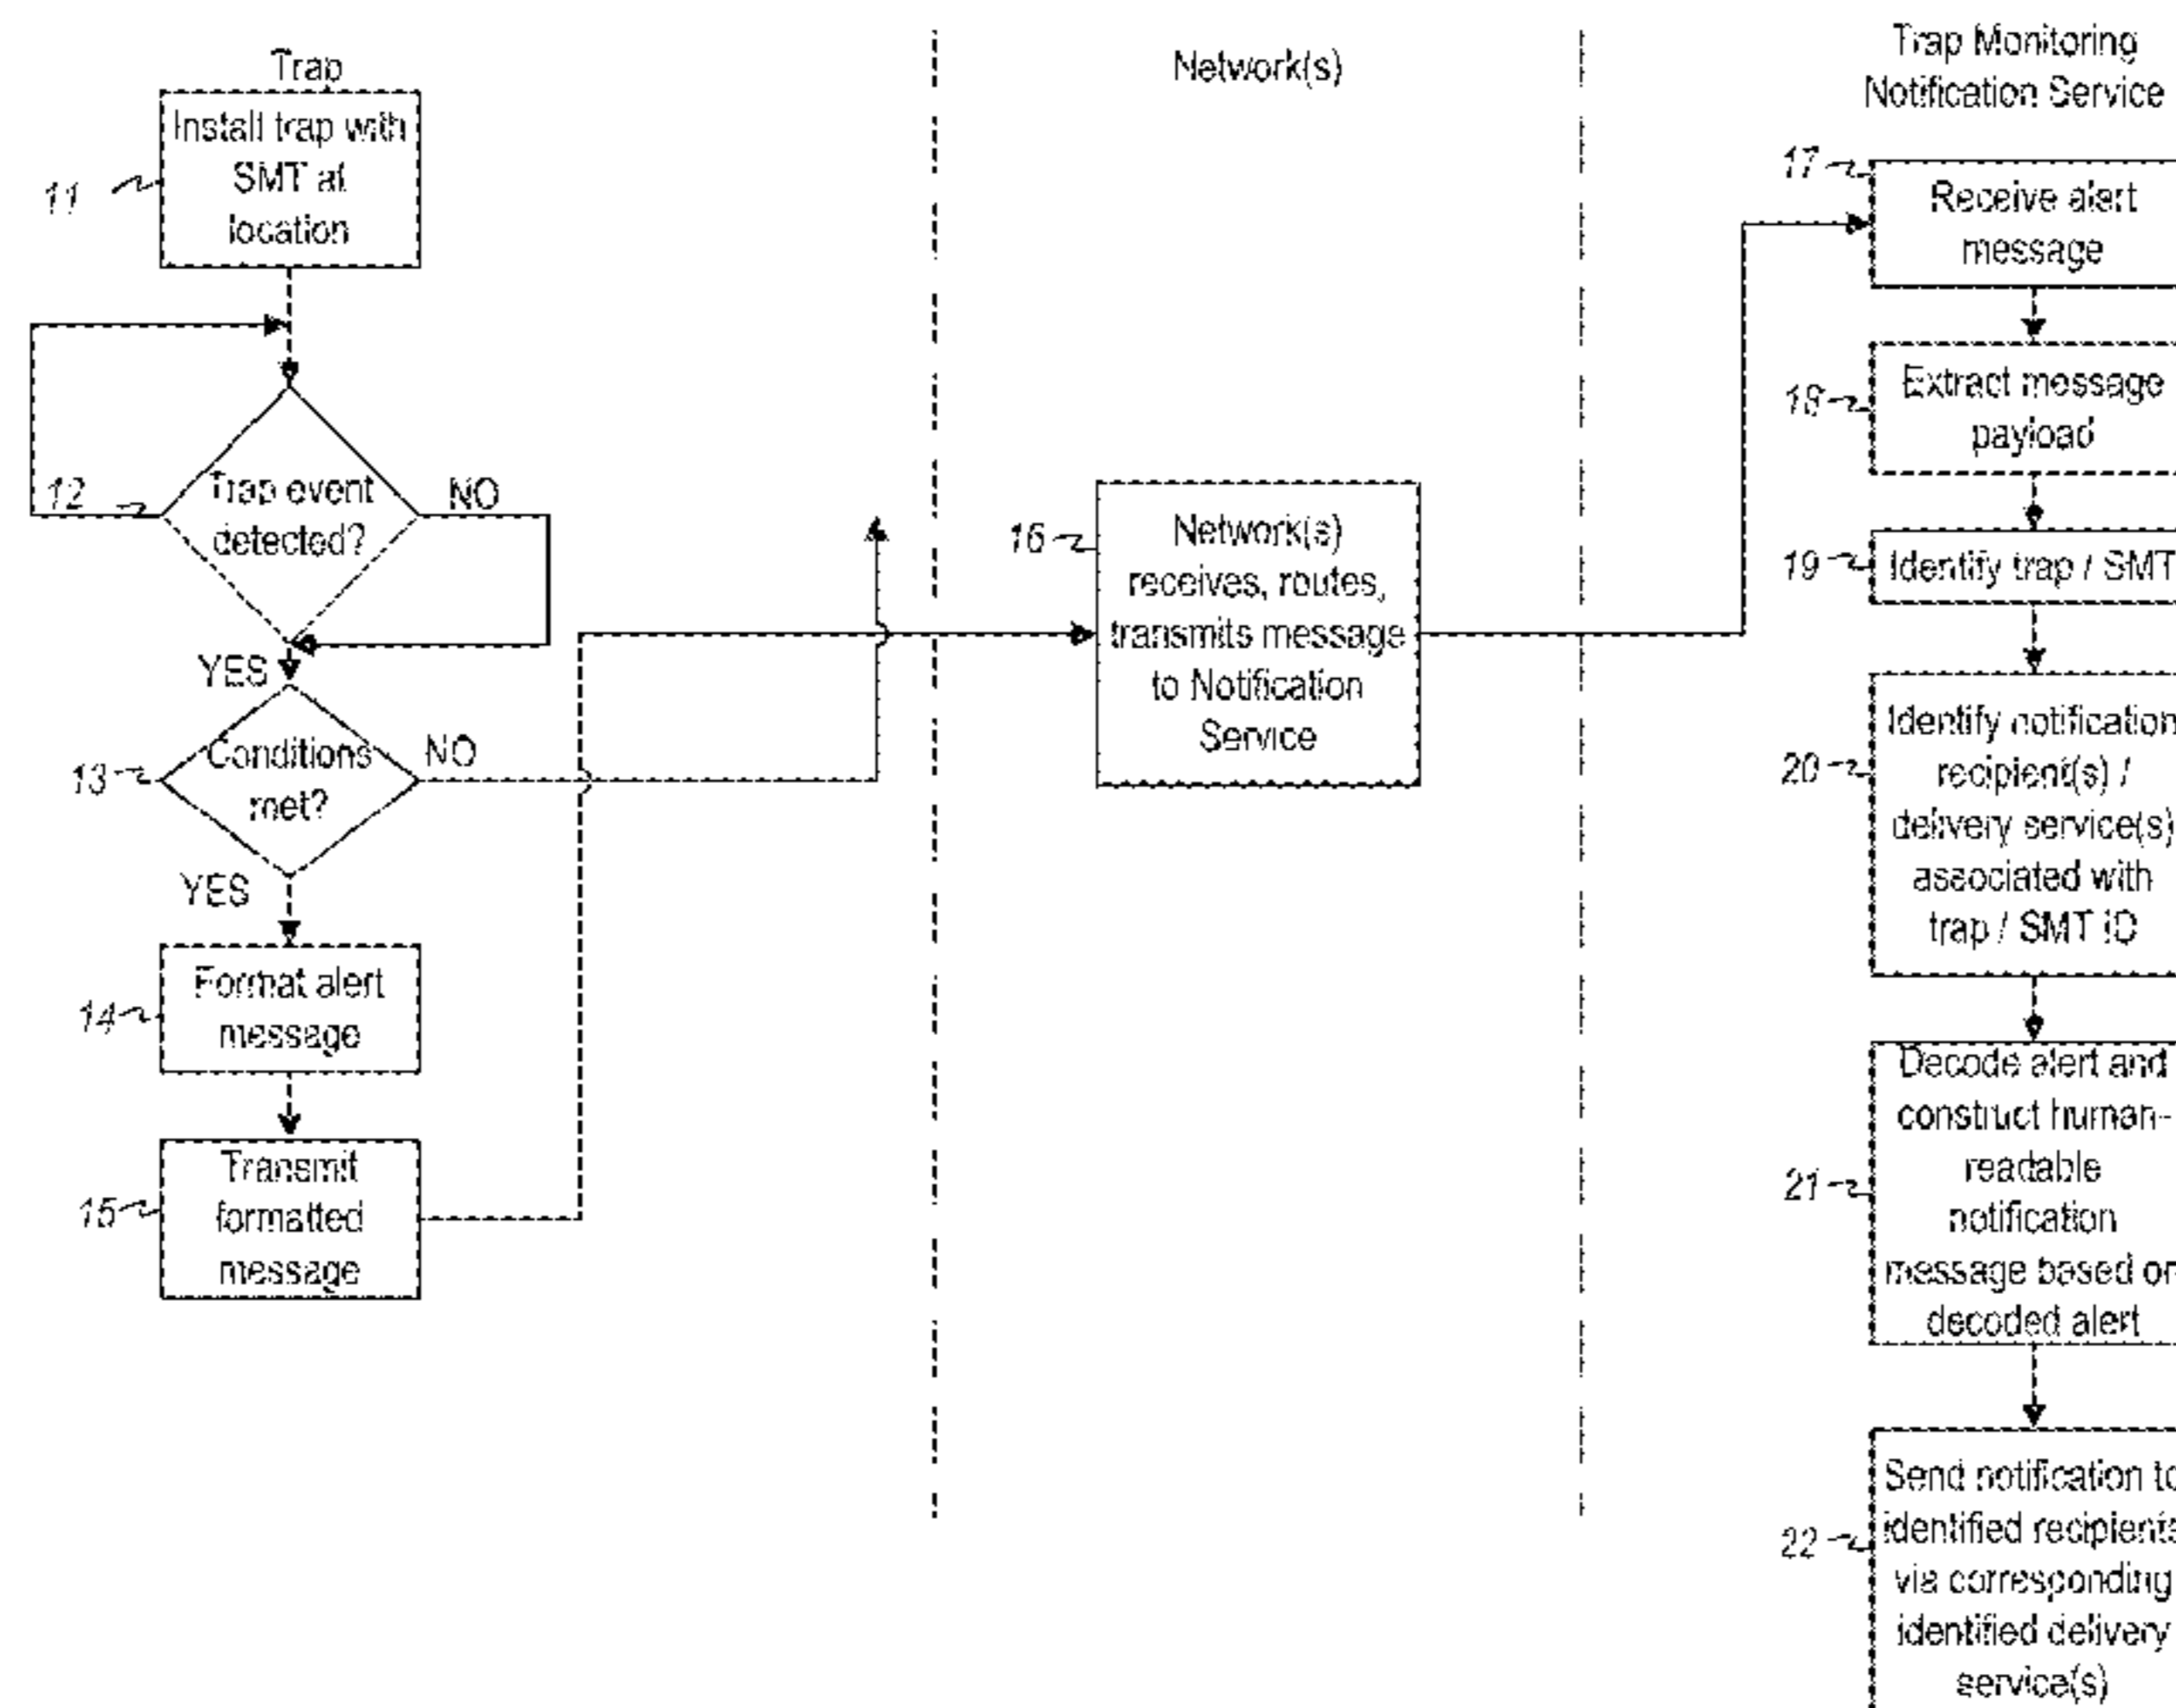 Trap
Install trap with
SMT at
location
11
12
Trap event
detected?
NO
YES
13
Conditions
met?
NO
YES
14
Format alert
message
15
Transmit
formatted
message
Network(s)
16
Network(s)
receives, routes,
transmits message
to Notification
Service
Trap Monitoring
Notification Service
17
Receive alert
message
18
Extract message
payload
19
Identify trap / SMT
20
Identify notification
recipient(s) /
delivery service(s)
associated with
trap / SMT ID
21
Decode alert and
construct human-
readable
notification
message based on
decoded alert
22
Send notification to
identified recipients
via corresponding
identified delivery
service(s)